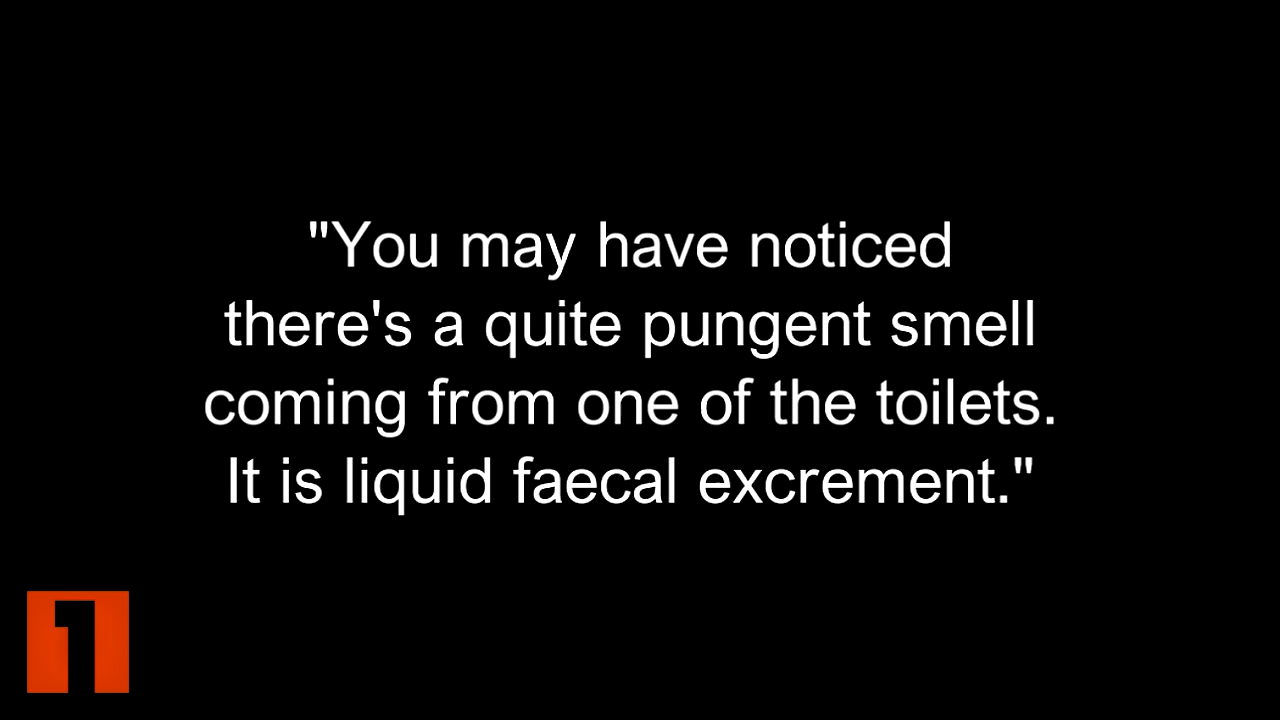 "You may have noticed
there's a quite pungent smell
coming from one of the toilets.
It is liquid faecal excrement."
1